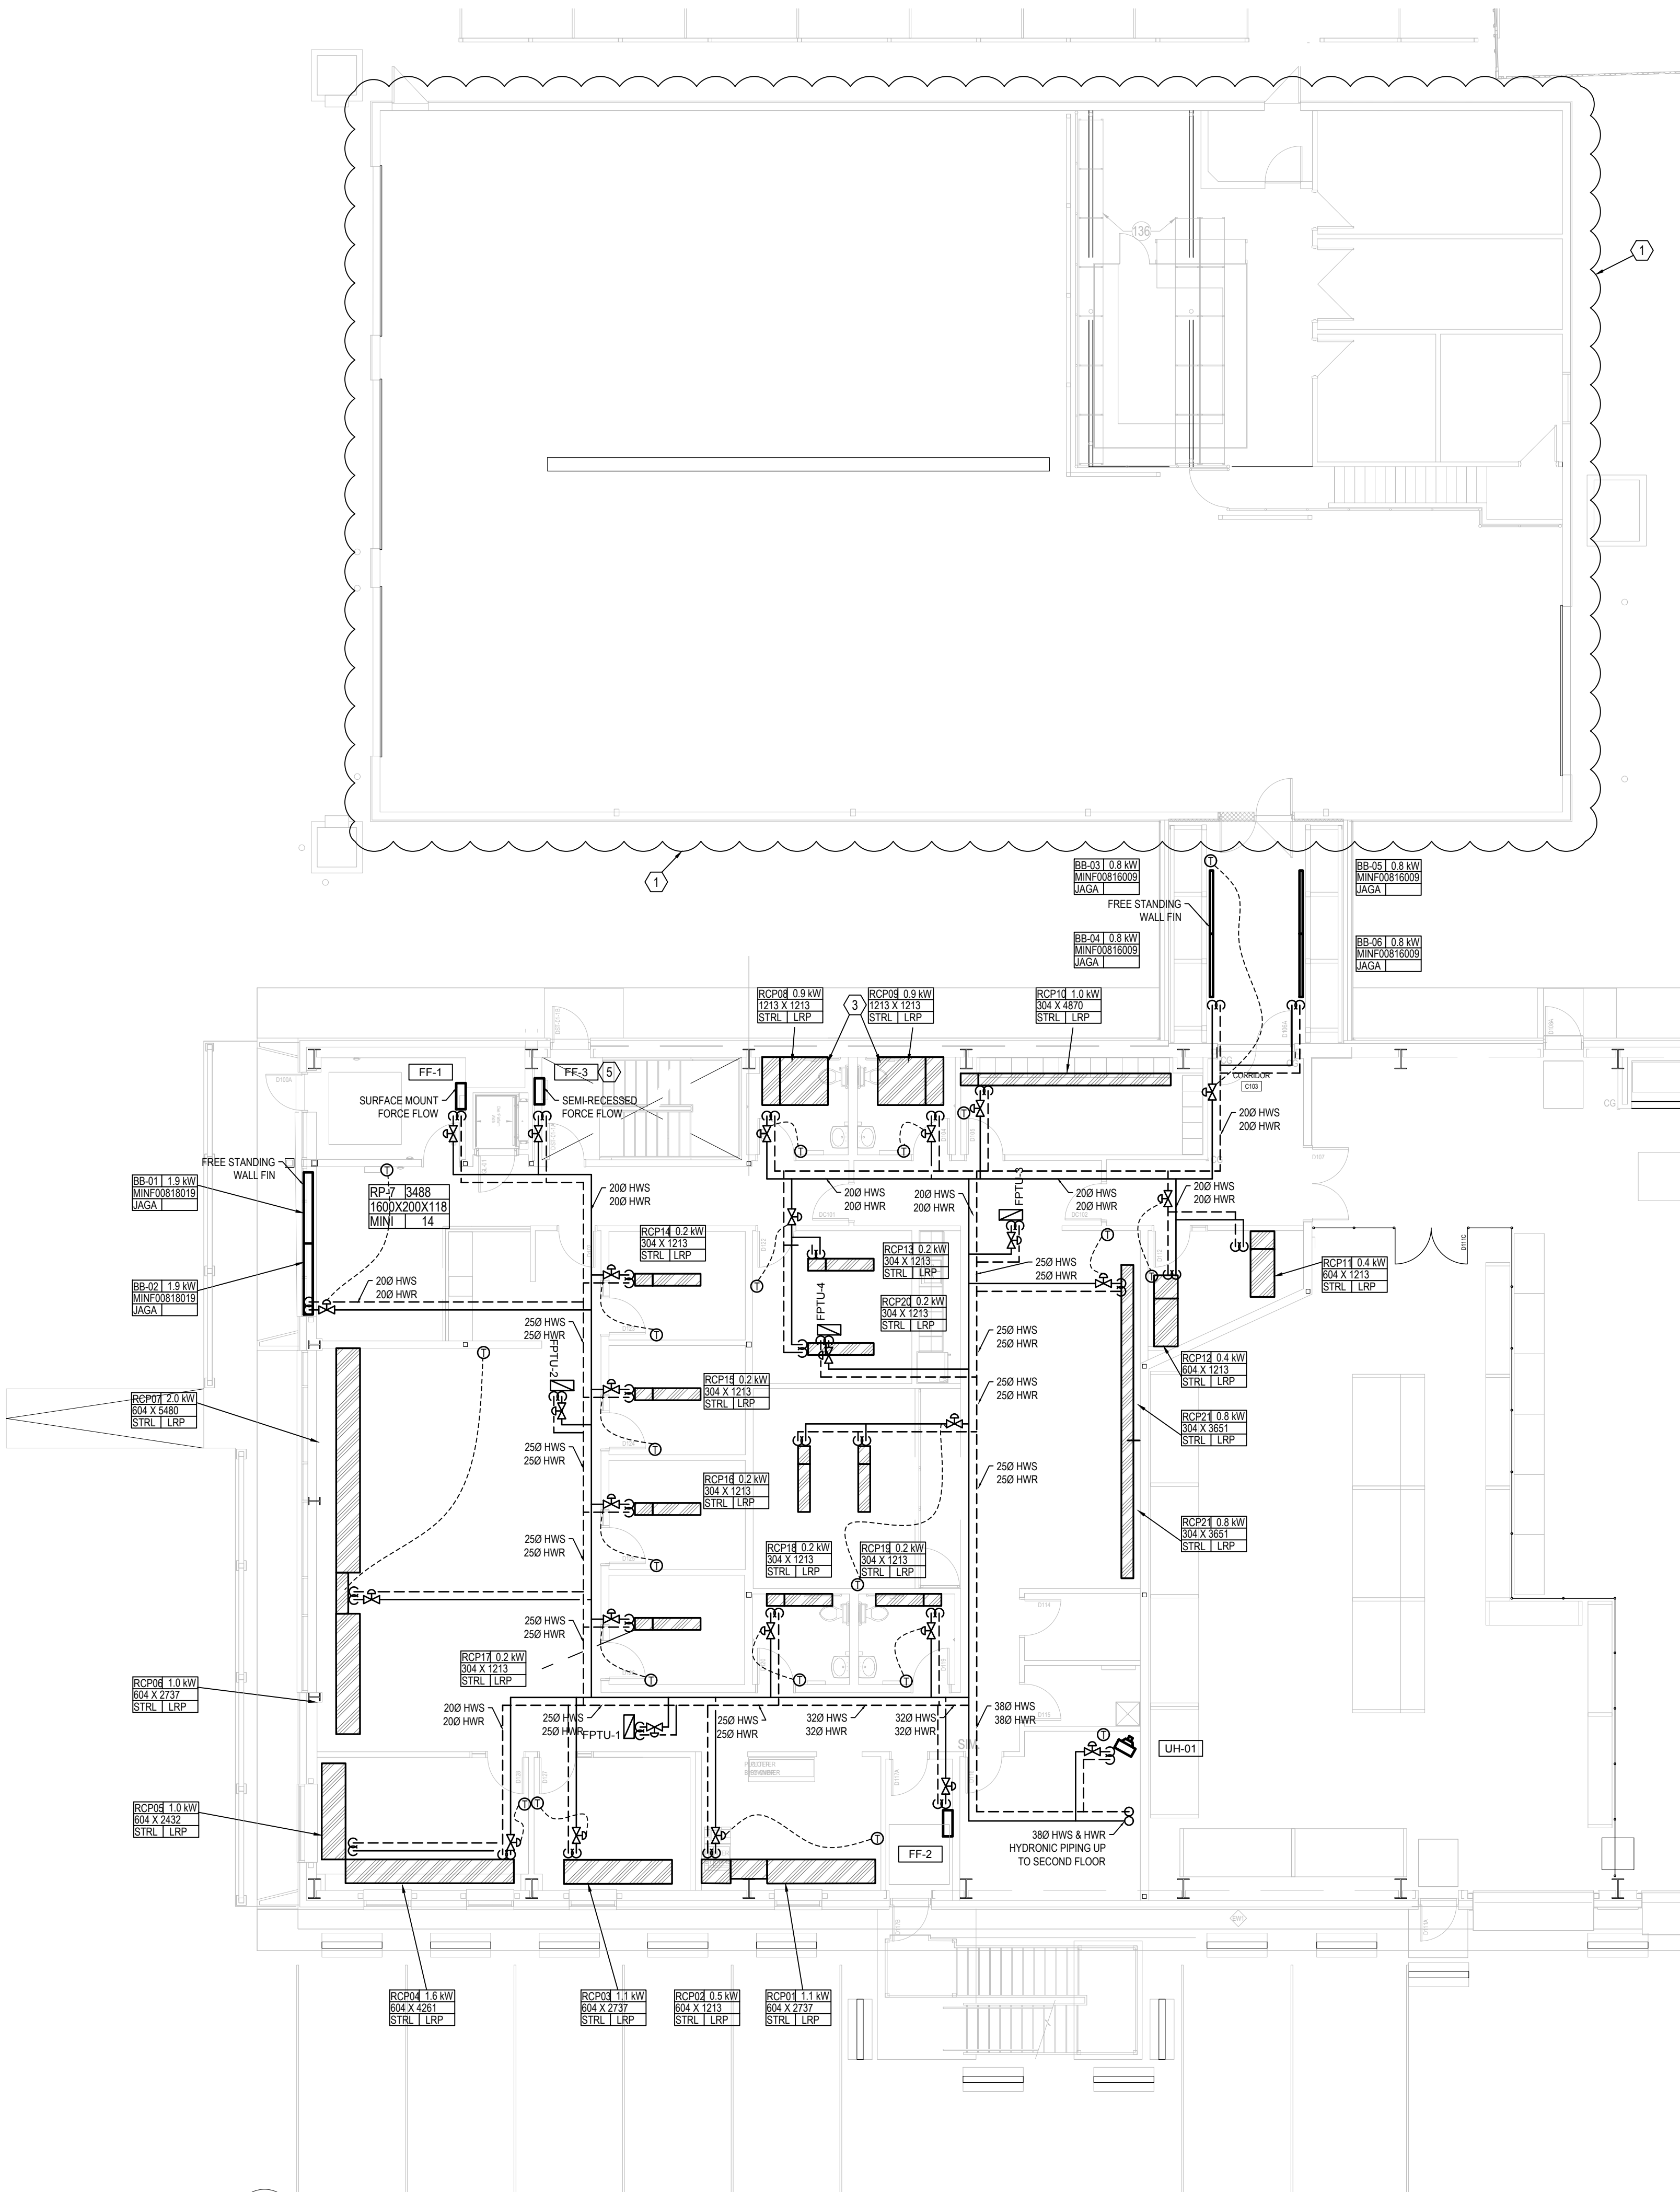 136
1
1
BB-03 0.8 kW
MINF00816009
JAGA
BB-05 0.8 kW
MINF00816009
JAGA
FREE STANDING
WALL FIN
BB-04 0.8 kW
MINF00816009
JAGA
BB-06 0.8 kW
MINF00816009
JAGA
RCP08 0.9 kW
1213 X 1213
STRL LRP
3
RCP09 0.9 kW
1213 X 1213
STRL LRP
RCP10 1.0 kW
304 X 4870
STRL LRP
FF-1
FF-3
5
SURFACE MOUNT
FORCE FLOW
SEMI-RECESSED
FORCE FLOW
D100A
D106A
D109A
CG
CG
CORRIDOR
C103
20Ø HWS
20Ø HWR
T
FREE STANDING
WALL FIN
D107
BB-01 1.9 kW
MINF00818019
JAGA
RP-7 3488
1600X200X118
MINI 14
20Ø HWS
20Ø HWR
20Ø HWS
20Ø HWR
20Ø HWS
20Ø HWR
FPTU-3
20Ø HWS
20Ø HWR
20Ø HWS
20Ø HWR
DC101
DC102
RCP14 0.2 kW
304 X 1213
STRL LRP
RCP13 0.2 kW
304 X 1213
STRL LRP
25Ø HWS
25Ø HWR
D111C
RCP11 0.4 kW
604 X 1213
STRL LRP
BB-02 1.9 kW
MINF00818019
JAGA
20Ø HWS
20Ø HWR
FPTU-4
RCP20 0.2 kW
304 X 1213
STRL LRP
25Ø HWS
25Ø HWR
25Ø HWS
25Ø HWR
FPTU-2
RCP12 0.4 kW
604 X 1213
STRL LRP
RCP07 2.0 kW
604 X 5480
STRL LRP
RCP15 0.2 kW
304 X 1213
STRL LRP
25Ø HWS
25Ø HWR
RCP21 0.8 kW
304 X 3651
STRL LRP
25Ø HWS
25Ø HWR
RCP16 0.2 kW
304 X 1213
STRL LRP
25Ø HWS
25Ø HWR
RCP21 0.8 kW
304 X 3651
STRL LRP
25Ø HWS
25Ø HWR
RCP18 0.2 kW
304 X 1213
STRL LRP
RCP19 0.2 kW
304 X 1213
STRL LRP
D114
25Ø HWS
25Ø HWR
RCP17 0.2 kW
304 X 1213
STRL LRP
RCP06 1.0 kW
604 X 2737
STRL LRP
20Ø HWS
20Ø HWR
25Ø HWS
25Ø HWR
FPTU-1
25Ø HWS
25Ø HWR
32Ø HWS
32Ø HWR
32Ø HWS
32Ø HWR
38Ø HWS
38Ø HWR
D115
SIM
UH-01
RCP05 1.0 kW
604 X 2432
STRL LRP
FF-2
38Ø HWS & HWR
HYDRONIC PIPING UP
TO SECOND FLOOR
D117B
EW1
D111A
RCP04 1.6 kW
604 X 4261
STRL LRP
RCP03 1.1 kW
604 X 2737
STRL LRP
RCP02 0.5 kW
604 X 1213
STRL LRP
RCP01 1.1 kW
604 X 2737
STRL LRP